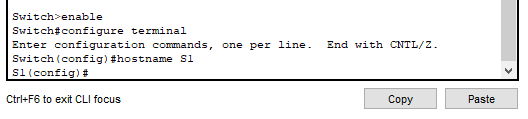 Switch>enable
Switch#configure terminal
Enter configuration commands, one per line.  End with CNTL/Z.
Switch(config)#hostname S1
S1(config)#
Ctrl+F6 to exit CLI focus
Copy
Paste